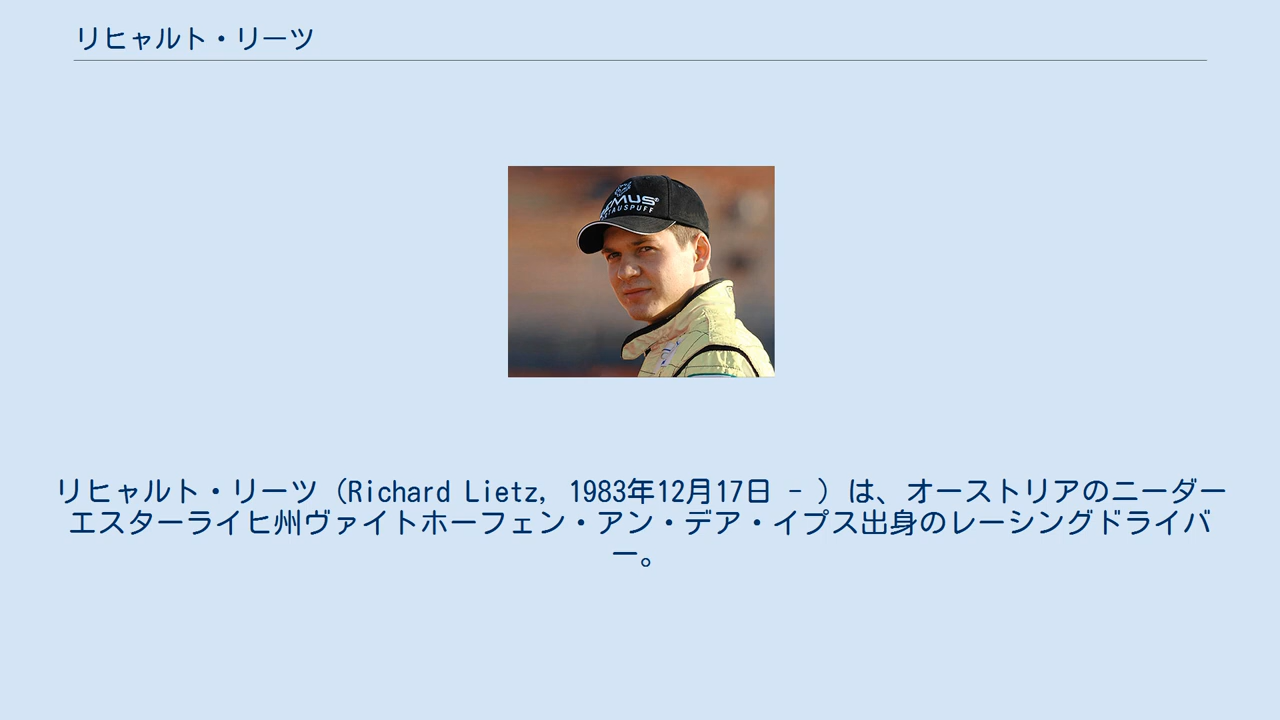 リヒャルト・リーツ
MUS
AUSPUFF
リヒャルト・リーツ（Richard Lietz, 1983年12月17日 - ）は、オーストリアのニーダー
エスターライヒ州ヴァイトホーフェン・アン・デア・イプス出身のレーシングドライバ
ー。